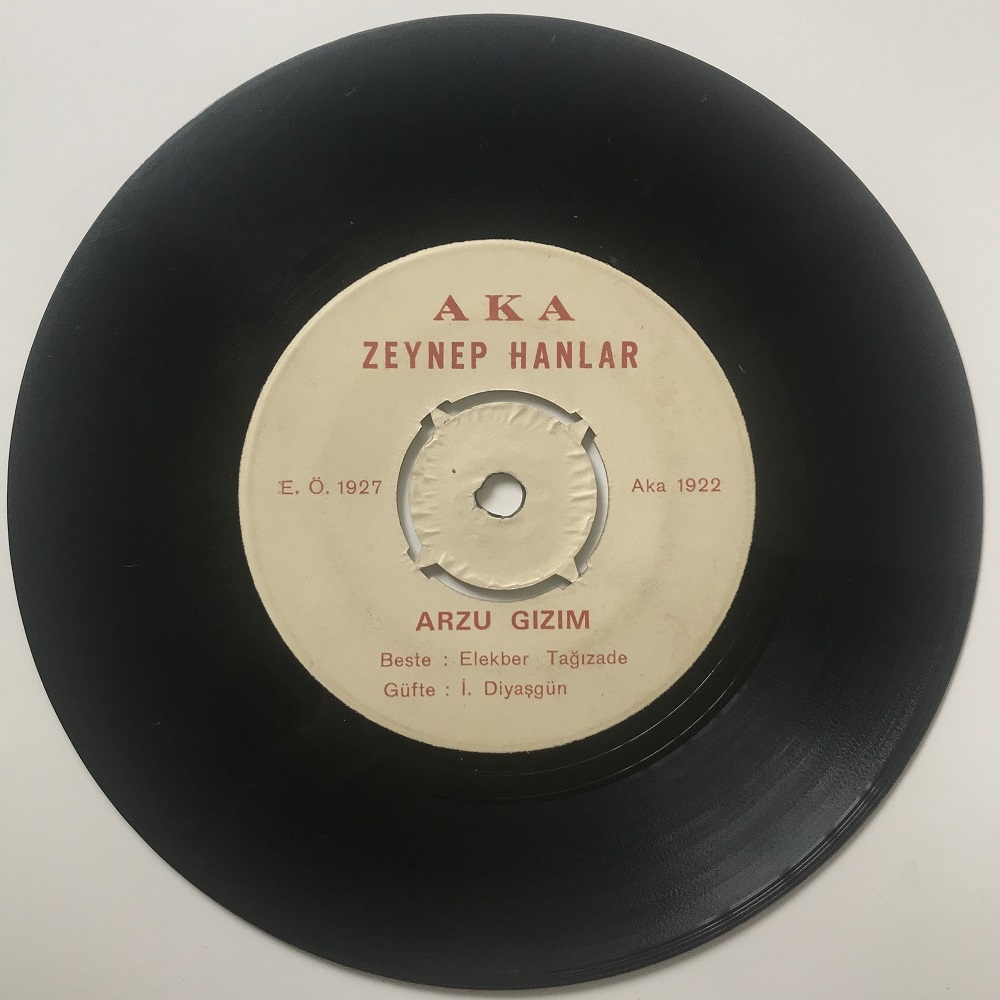 AKA
ZEYNEP HANLAR
E. Ö. 1927
Aka 1922
ARZU GIZIM
Beste : Elekber Tağızade
Güfte : İ. Diyaşgün